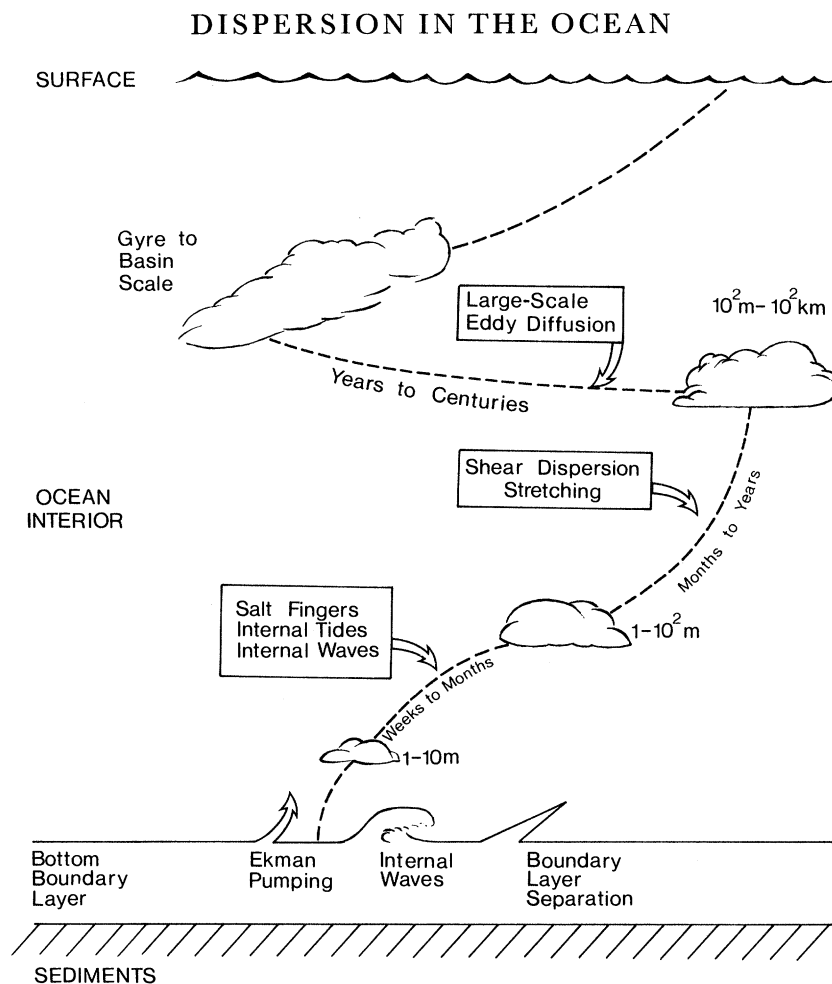 DISPERSION IN THE OCEAN
SURFACE
Gyre to
Basin
Scale
Large-Scale
Eddy Diffusion
10²m-10²km
Years to Centuries
Shear Dispersion
Stretching
Months to Years
OCEAN
INTERIOR
Salt Fingers
Internal Tides
Internal Waves
1-10²m
Weeks to Months
1-10m
Bottom
Boundary
Layer
Ekman
Pumping
Internal
Waves
Boundary
Layer
Separation
SEDIMENTS